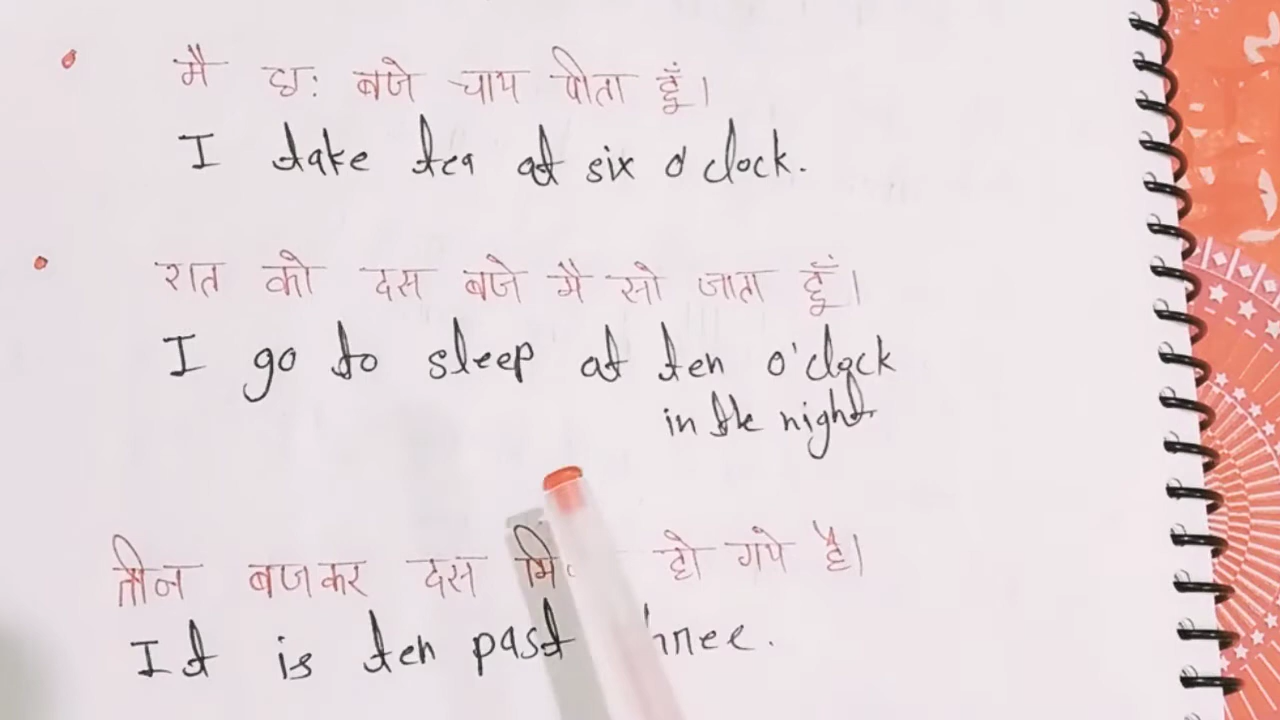 मै छः बजे चाय पीता हूँ।
I take tea at six o'clock.
रात को दस बजे मै सो जाता हूँ।
I go to sleep at ten o'clock
in the night.
तीन बजकर दस हो गये है।
It is ten past three.